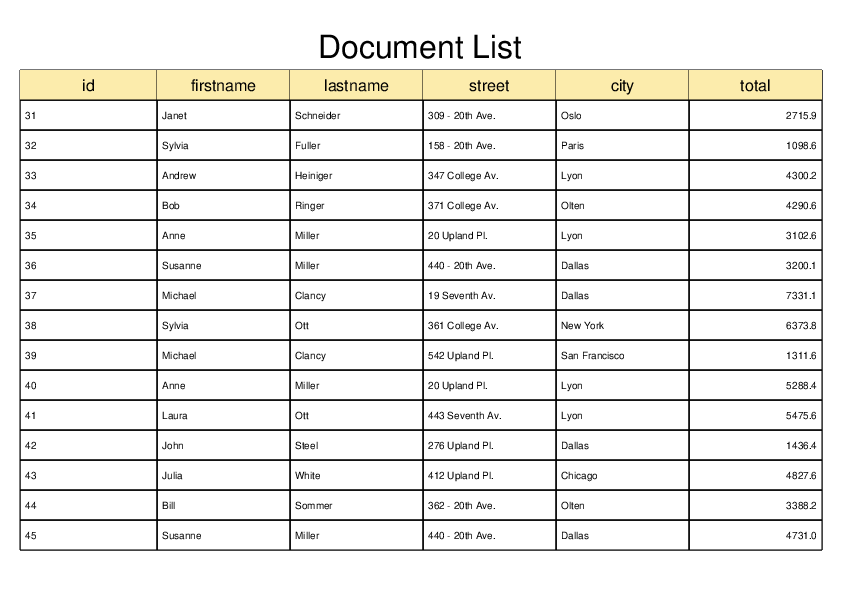 Document List
id firstname lastname street city total
31 Janet Schneider 309 - 20th Ave. Oslo 2715.9
32 Sylvia Fuller 158 - 20th Ave. Paris 1098.6
33 Andrew Heiniger 347 College Av. Lyon 4300.2
34 Bob Ringer 371 College Av. Olten 4290.6
35 Anne Miller 20 Upland Pl. Lyon 3102.6
36 Susanne Miller 440 - 20th Ave. Dallas 3200.1
37 Michael Clancy 19 Seventh Av. Dallas 7331.1
38 Sylvia Ott 361 College Av. New York 6373.8
39 Michael Clancy 542 Upland Pl. San Francisco 1311.6
40 Anne Miller 20 Upland Pl. Lyon 5288.4
41 Laura Ott 443 Seventh Av. Lyon 5475.6
42 John Steel 276 Upland Pl. Dallas 1436.4
43 Julia White 412 Upland Pl. Chicago 4827.6
44 Bill Sommer 362 - 20th Ave. Olten 3388.2
45 Susanne Miller 440 - 20th Ave. Dallas 4731.0